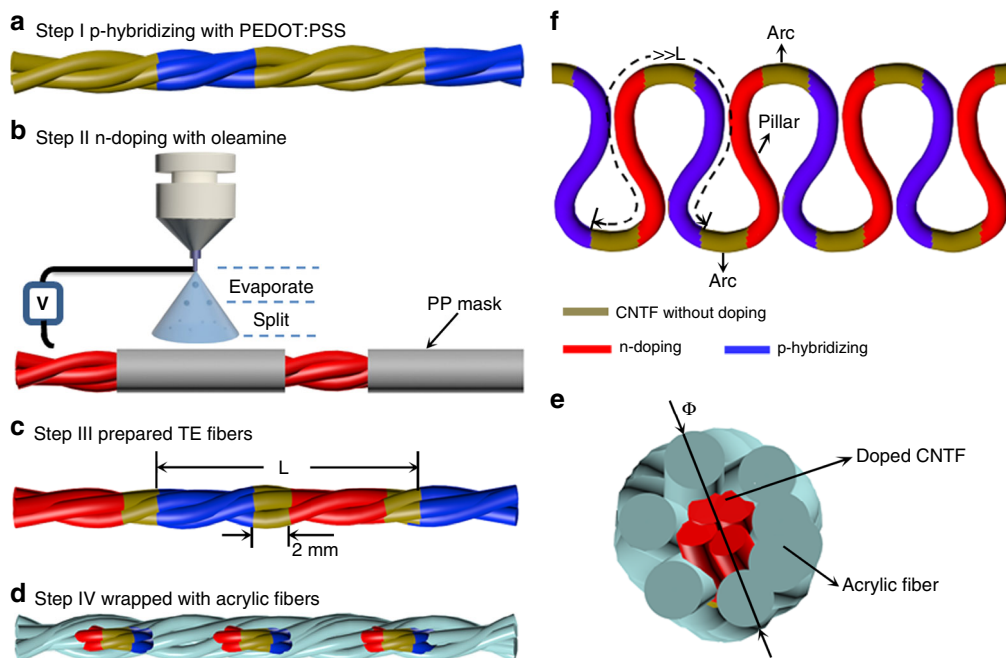 a Step I p-hybridizing with PEDOT:PSS
b Step II n-doping with oleamine
V
Evaporate
Split
PP mask
c Step III prepared TE fibers
L
2 mm
d Step IV wrapped with acrylic fibers
f
Arc
>>L
Pillar
Arc
CNTF without doping
n-doping
p-hybridizing
e
Φ
Doped CNTF
Acrylic fiber